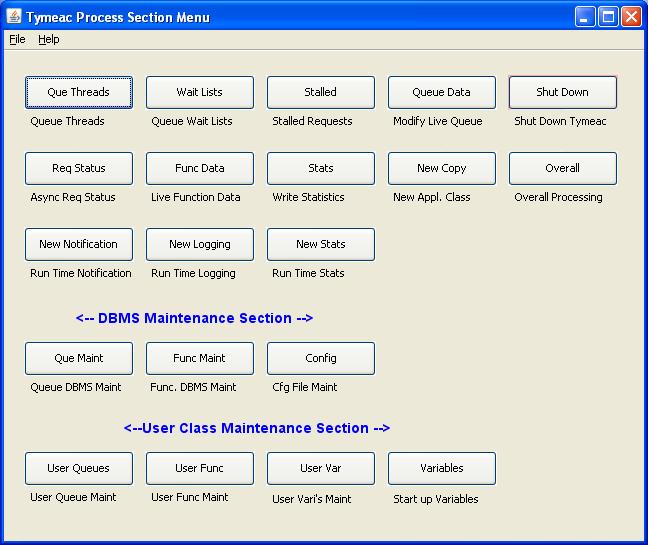 Tymeac Process Section Menu
File Help
Que Threads Wait Lists Stalled Queue Data Shut Down
Queue Threads Queue Wait Lists Stalled Requests Modify Live Queue Shut Down Tymeac
Req Status Func Data Stats New Copy Overall
Async Req Status Live Function Data Write Statistics New Appl. Class Overall Processing
New Notification New Logging New Stats
Run Time Notification Run Time Logging Run Time Stats
<-- DBMS Maintenance Section -->
Que Maint Func Maint Config
Queue DBMS Maint Func. DBMS Maint Cfg File Maint
<--User Class Maintenance Section -->
User Queues User Func User Var Variables
User Queue Maint User Func Maint User Vari's Maint Start up Variables